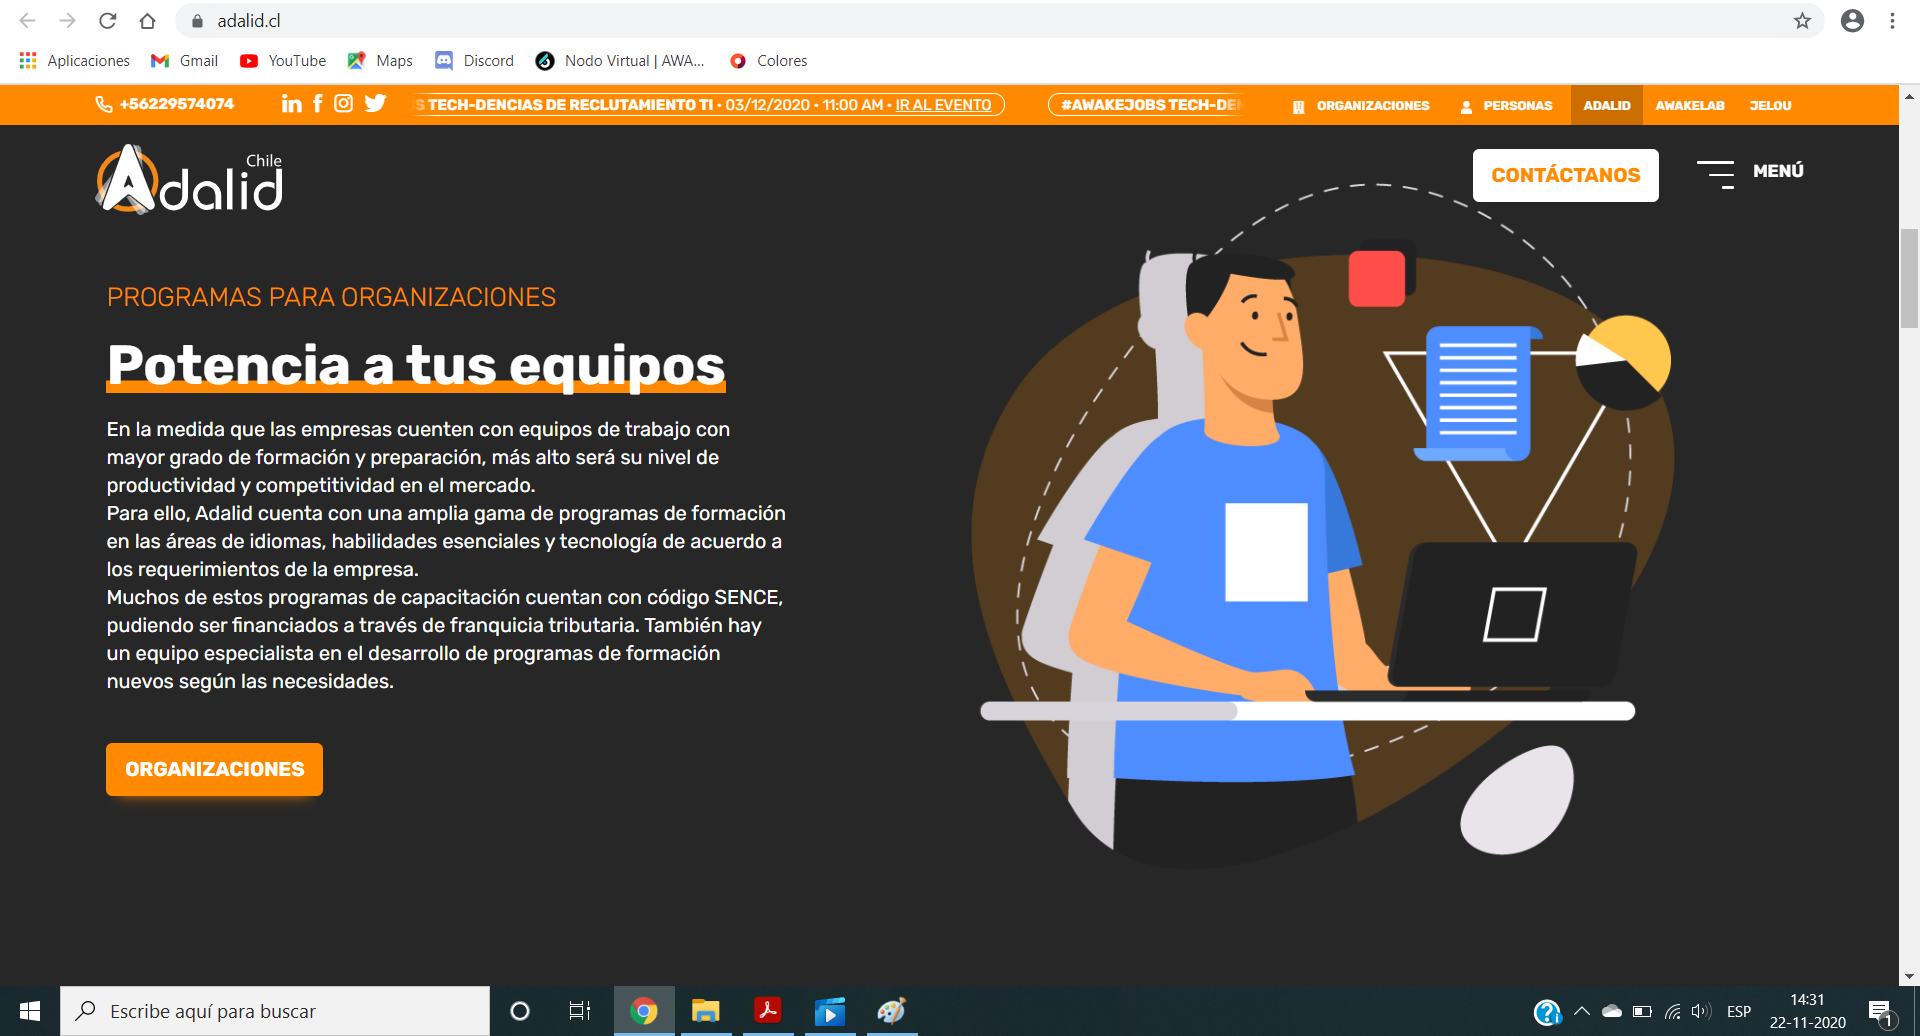 adalid.cl
Aplicaciones Gmail YouTube Maps Discord Nodo Virtual | AWA... Colores
+56229574074 in f S TECH-DENCIAS DE RECLUTAMIENTO TI • 03/12/2020 • 11:00 AM • IR AL EVENTO #AWAKEJOBS TECH-DEN ORGANIZACIONES PERSONAS ADALID AWAKELAB JELOU
Adalid Chile
CONTÁCTANOS MENÚ
PROGRAMAS PARA ORGANIZACIONES
Potencia a tus equipos
En la medida que las empresas cuenten con equipos de trabajo con
mayor grado de formación y preparación, más alto será su nivel de
productividad y competitividad en el mercado.
Para ello, Adalid cuenta con una amplia gama de programas de formación
en las áreas de idiomas, habilidades esenciales y tecnología de acuerdo a
los requerimientos de la empresa.
Muchos de estos programas de capacitación cuentan con código SENCE,
pudiendo ser financiados a través de franquicia tributaria. También hay
un equipo especialista en el desarrollo de programas de formación
nuevos según las necesidades.
ORGANIZACIONES
Escribe aquí para buscar
ESP
14:31
22-11-2020
1